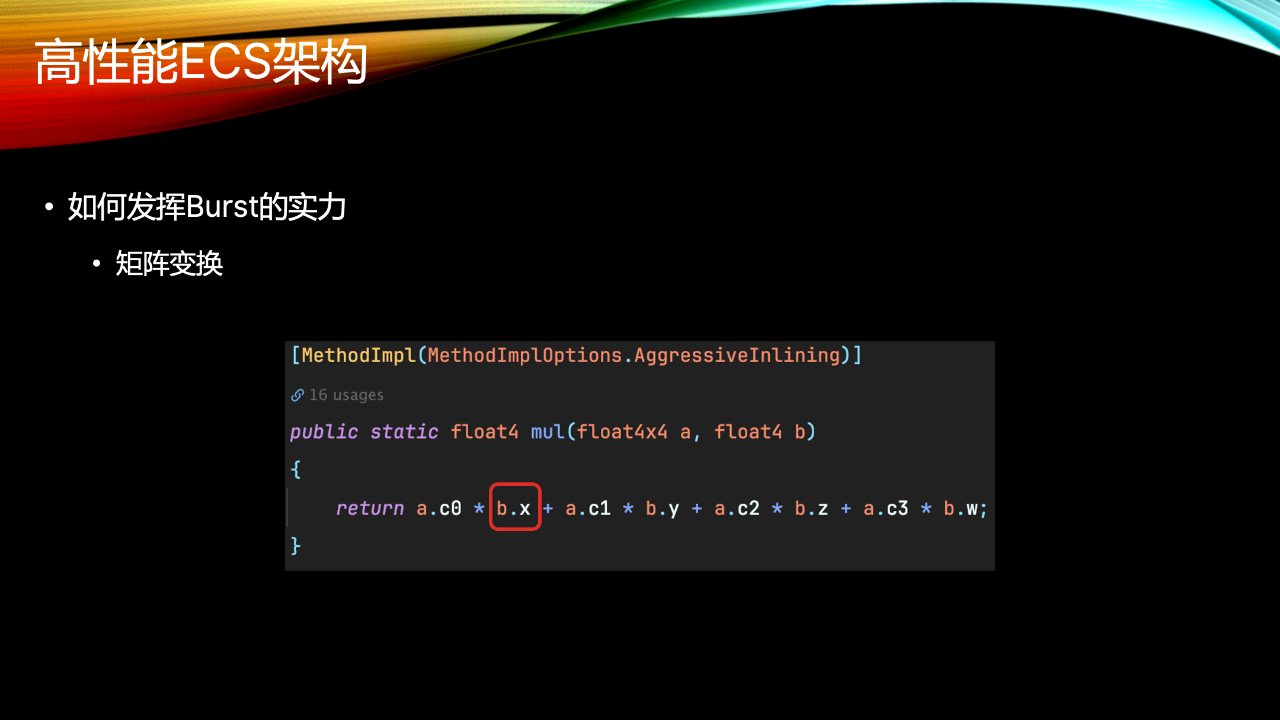 高性能ECS架构
• 如何发挥Burst的实力
• 矩阵变换
[MethodImpl(MethodImplOptions.AggressiveInlining)]
16 usages
public static float4 mul(float4x4 a, float4 b)
{
return a.c0 * b.x + a.c1 * b.y + a.c2 * b.z + a.c3 * b.w;
}